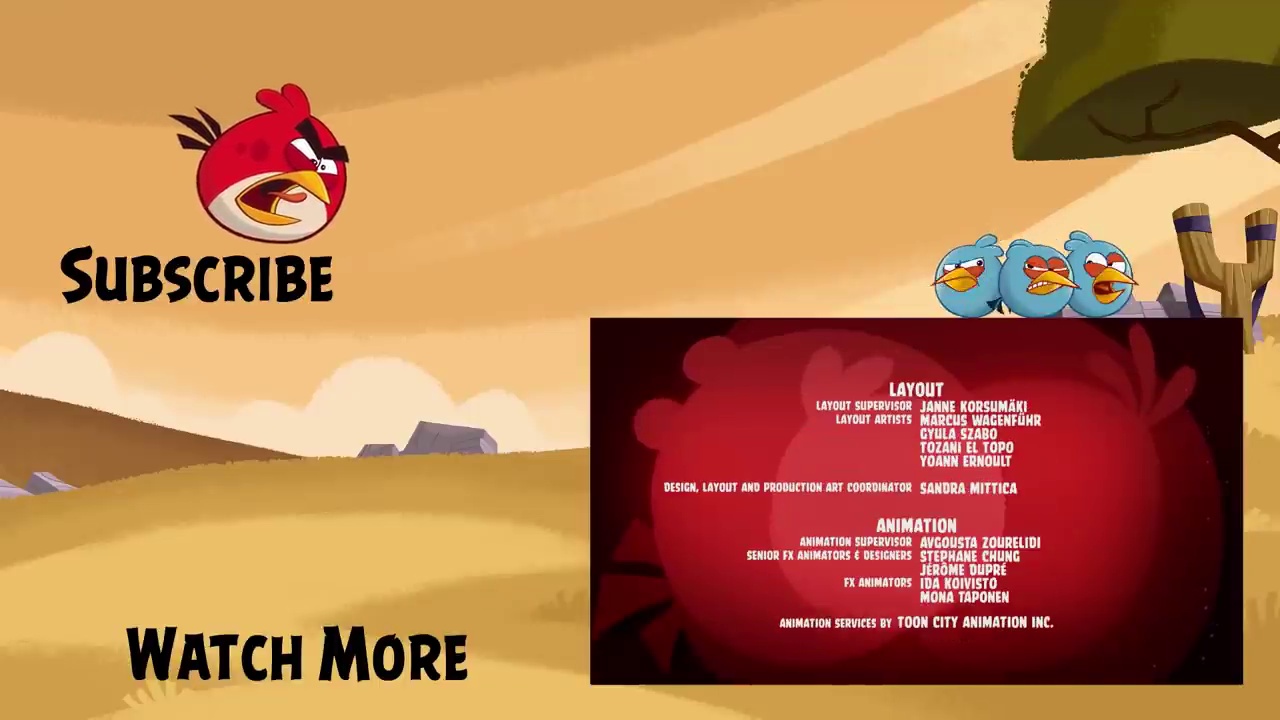 SUBSCRIBE
LAYOUT
LAYOUT SUPERVISOR JANNE KORSUMÄKI
LAYOUT ARTISTS MARCUS WAGENFÜHR
GYULA SZABO
TOZANI EL TOPO
YOANN ERNOULT
DESIGN, LAYOUT AND PRODUCTION ART COORDINATOR SANDRA MITTICA
ANIMATION
ANIMATION SUPERVISOR AVGOUSTA ZOURELIDI
SENIOR FX ANIMATORS & DESIGNERS STEPHANE CHUNG
JÉRÔME DUPRÉ
FX ANIMATORS IDA KOIVISTO
MONA TAPONEN
ANIMATION SERVICES BY TOON CITY ANIMATION INC.
WATCH MORE